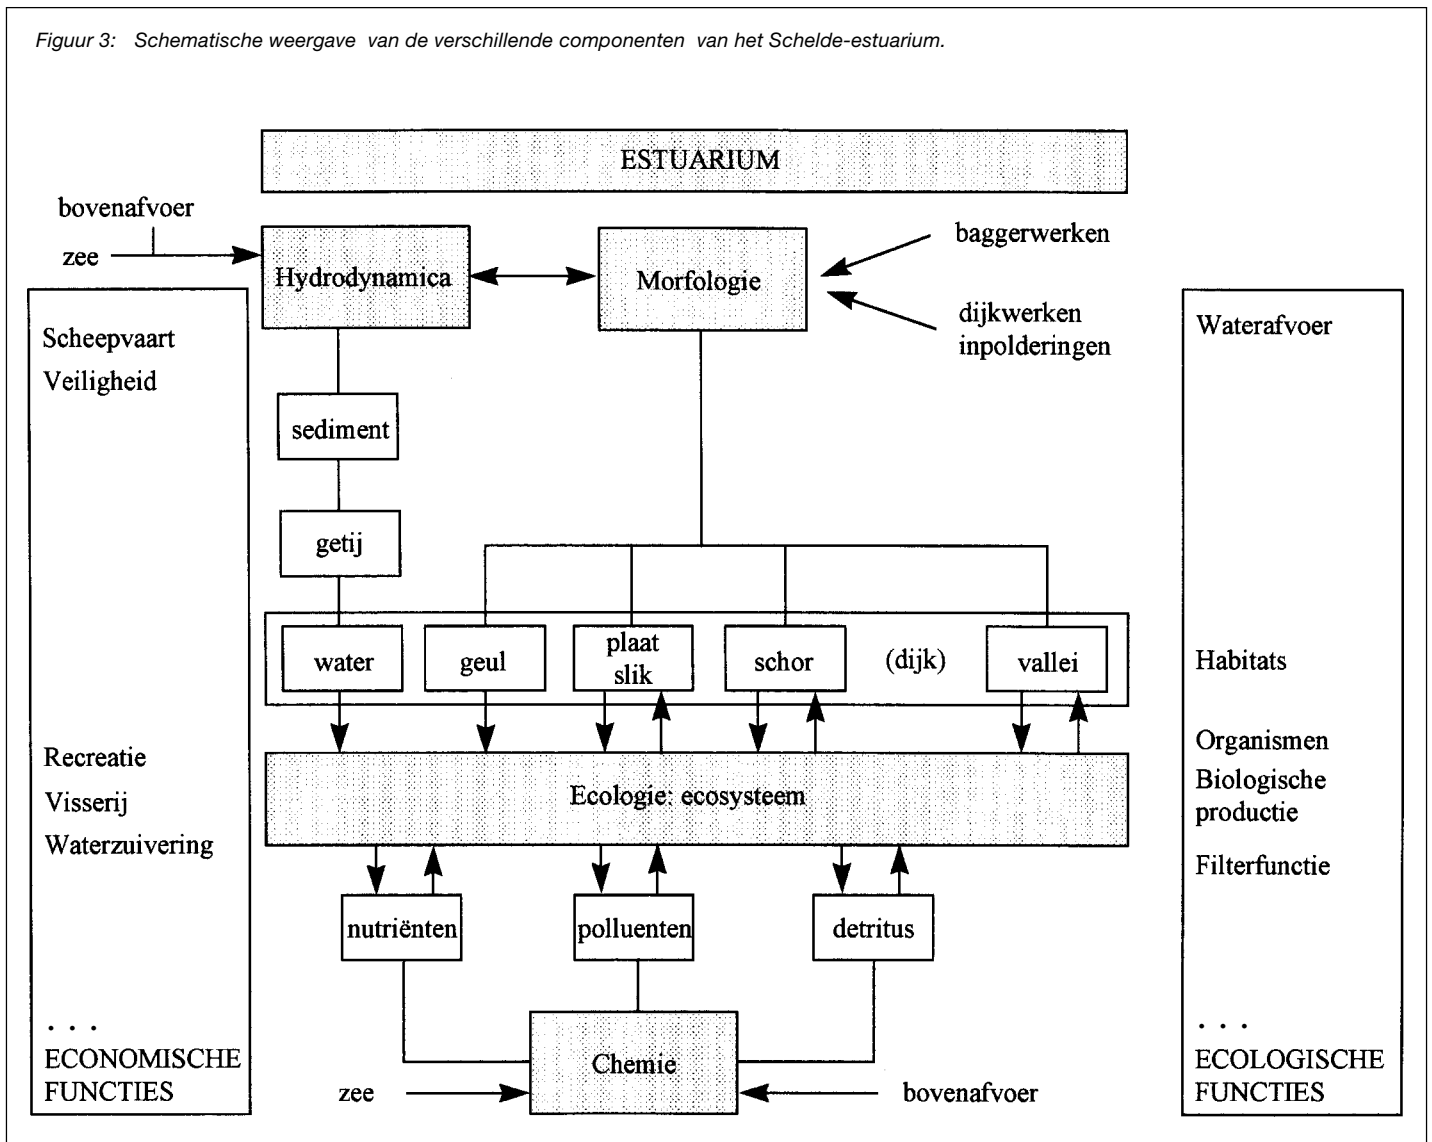 Figuur 3: Schematische weergave van de verschillende componenten van het Schelde-estuarium.
ESTUARIUM
bovenafvoer
zee
Hydrodynamica
Morfologie
baggerwerken
dijkwerken
inpolderingen
Scheepvaart
Veiligheid
Waterafvoer
sediment
getij
water
geul
plaat
slik
schor
(dijk)
vallei
Habitats
Recreatie
Visserij
Waterzuivering
Ecologie: ecosysteem
Organismen
Biologische
productie
Filterfunctie
nutriënten
polluenten
detritus
. . .
ECONOMISCHE
FUNCTIES
Chemie
zee
bovenafvoer
. . .
ECOLOGISCHE
FUNCTIES